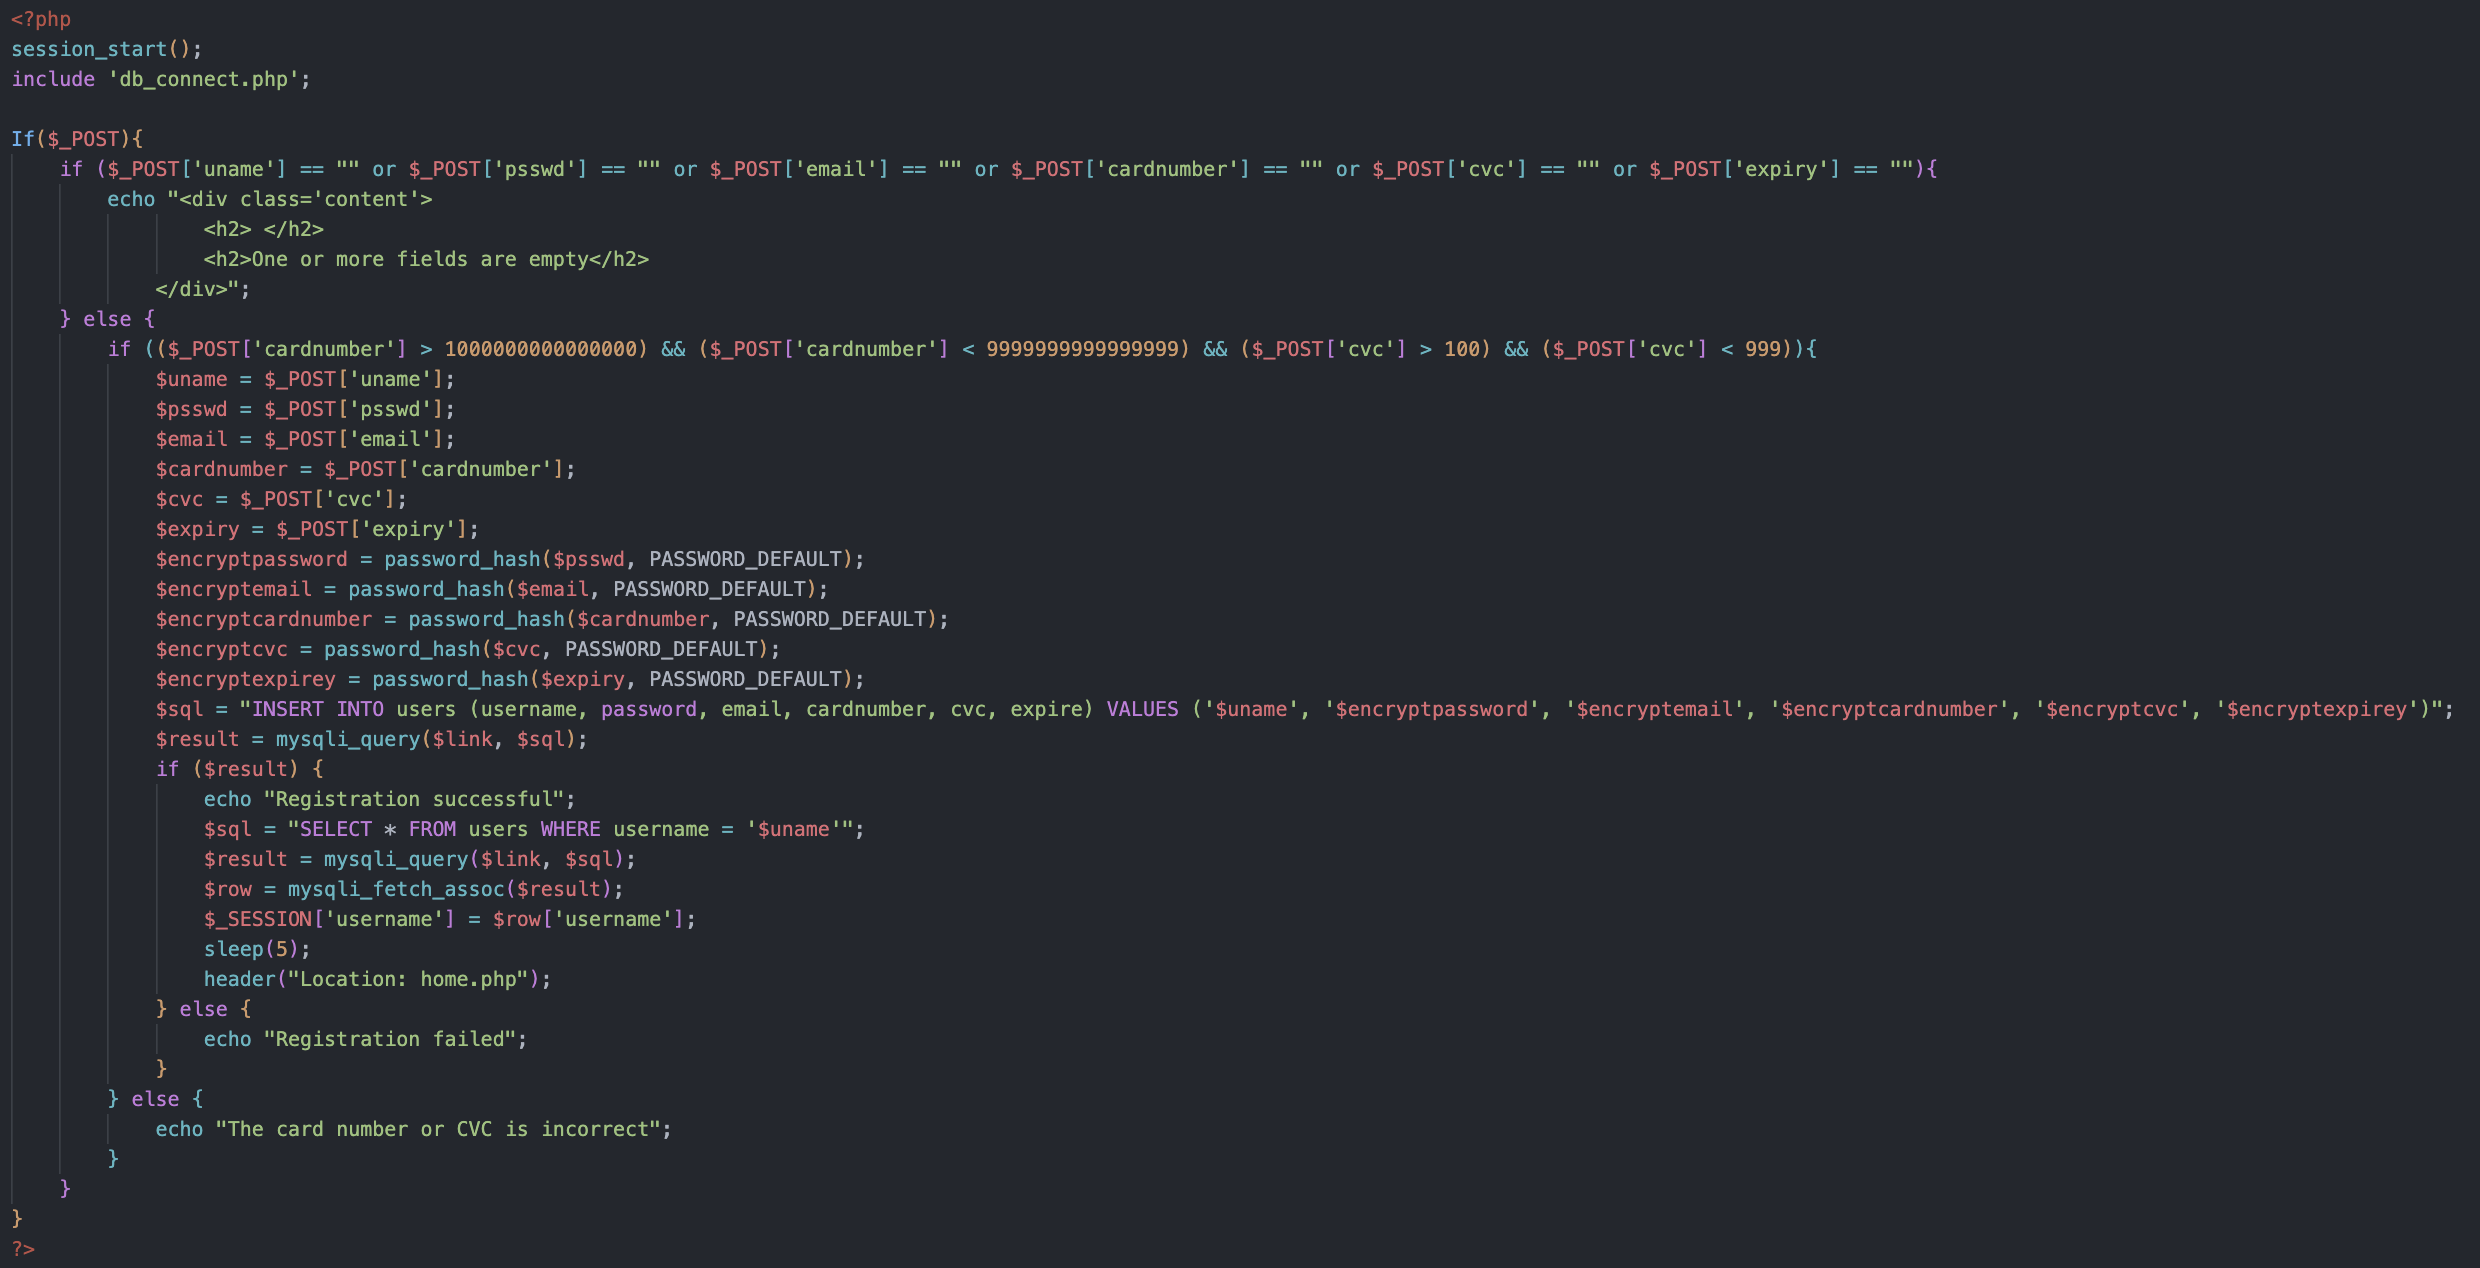 <?php
session_start();
include 'db_connect.php';

If($_POST){
    if ($_POST['uname'] == "" or $_POST['psswd'] == "" or $_POST['email'] == "" or $_POST['cardnumber'] == "" or $_POST['cvc'] == "" or $_POST['expiry'] == ""){
        echo "<div class='content'>
                <h2> </h2>
                <h2>One or more fields are empty</h2>
            </div>";
    } else {
        if (($_POST['cardnumber'] > 1000000000000000) && ($_POST['cardnumber'] < 9999999999999999) && ($_POST['cvc'] > 100) && ($_POST['cvc'] < 999)){
            $uname = $_POST['uname'];
            $psswd = $_POST['psswd'];
            $email = $_POST['email'];
            $cardnumber = $_POST['cardnumber'];
            $cvc = $_POST['cvc'];
            $expiry = $_POST['expiry'];
            $encryptpassword = password_hash($psswd, PASSWORD_DEFAULT);
            $encryptemail = password_hash($email, PASSWORD_DEFAULT);
            $encryptcardnumber = password_hash($cardnumber, PASSWORD_DEFAULT);
            $encryptcvc = password_hash($cvc, PASSWORD_DEFAULT);
            $encryptexpirey = password_hash($expiry, PASSWORD_DEFAULT);
            $sql = "INSERT INTO users (username, password, email, cardnumber, cvc, expire) VALUES ('$uname', '$encryptpassword', '$encryptemail', '$encryptcardnumber', '$encryptcvc', '$encryptexpirey')";
            $result = mysqli_query($link, $sql);
            if ($result) {
                echo "Registration successful";
                $sql = "SELECT * FROM users WHERE username = '$uname'";
                $result = mysqli_query($link, $sql);
                $row = mysqli_fetch_assoc($result);
                $_SESSION['username'] = $row['username'];
                sleep(5);
                header("Location: home.php");
            } else {
                echo "Registration failed";
            }
        } else {
            echo "The card number or CVC is incorrect";
        }
    }
}
?>